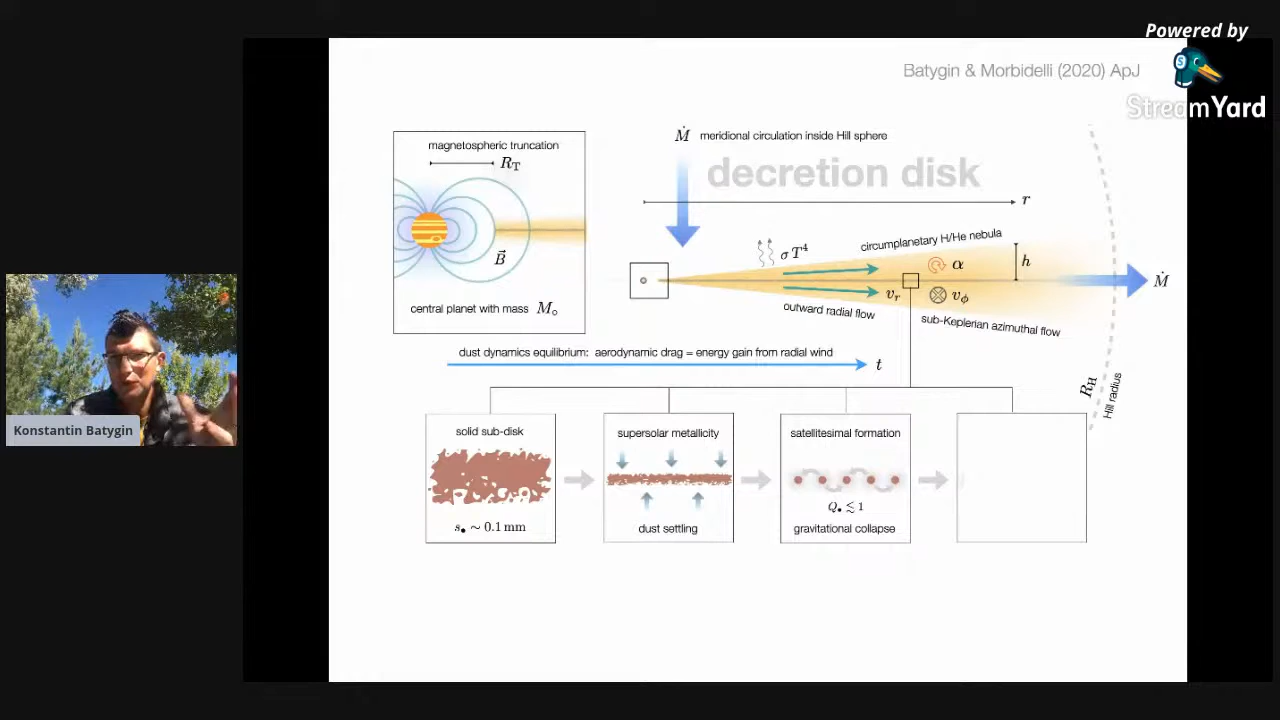 Powered by
StreamYard
Batygin & Morbidelli (2020) ApJ
magnetospheric truncation
R_T
B⃗
central planet with mass M_o
Ṁ meridional circulation inside Hill sphere
decretion disk
r
σT⁴
circumplanetary H/He nebula
α
h
Ṁ
v_r
v_ϕ
outward radial flow
sub-Keplerian azimuthal flow
R_H
Hill radius
dust dynamics equilibrium: aerodynamic drag = energy gain from radial wind
t
Konstantin Batygin
solid sub-disk
s_• ~ 0.1 mm
supersolar metallicity
dust settling
satellitesimal formation
Q_• ≲ 1
gravitational collapse